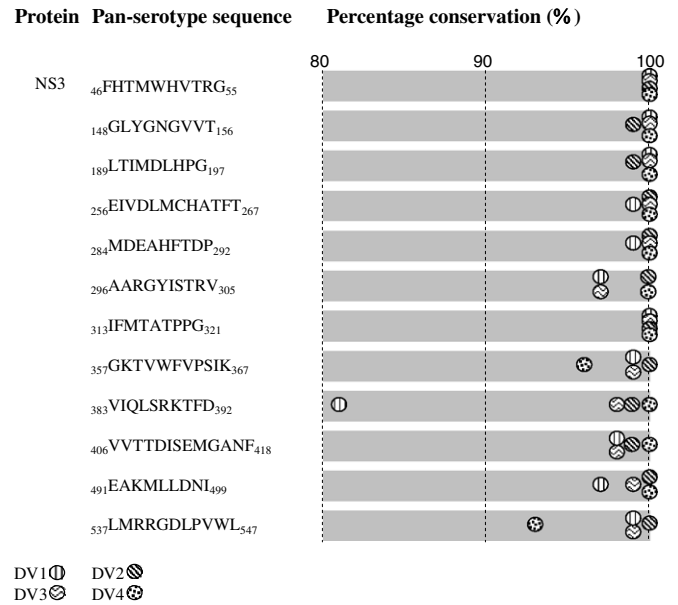 Protein Pan-serotype sequence Percentage conservation (%)
80 90 100
NS3 46FHTMWHVTRG55
148GLYGNGVVT156
189LTIMDLHPG197
256EIVDLMCHATFT267
284MDEAHFTDP292
296AARGYISTRV305
313IFMTATPPG321
357GKTVWFVPSIK367
383VIQLSRKTFD392
406VVTTDISEMGANF418
491EAKMLLDNI499
537LMRRGDLPVWL547
DV1 DV2
DV3 DV4